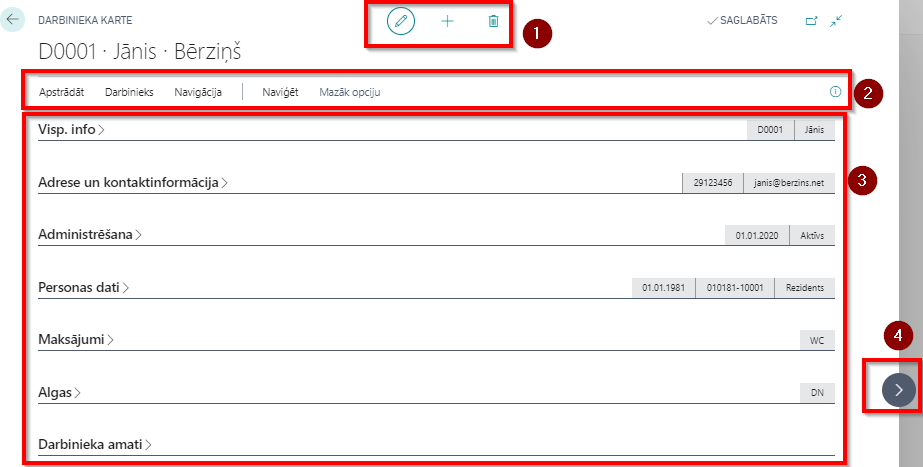 DARBINIEKA KARTE
SAGLABĀTS
1
D0001 · Jānis · Bērziņš
Apstrādāt Darbinieks Navigācija Naviģēt Mazāk opciju
2
Visp. info D0001 Jānis
Adrese un kontaktinformācija 29123456 janis@berzins.net
3
Administrēšana 01.01.2020 Aktīvs
Personas dati 01.01.1981 010181-10001 Rezidents
Maksājumi WC
4
Algas DN
Darbinieka amati